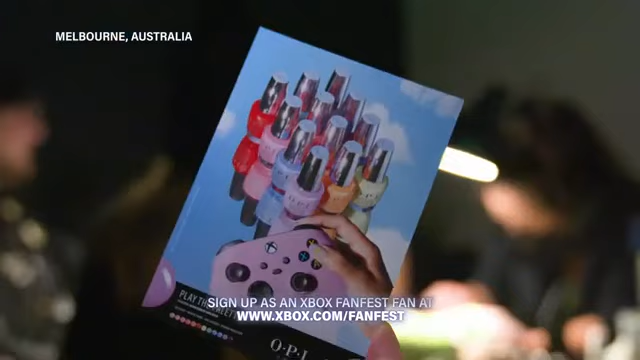 MELBOURNE, AUSTRALIA
SIGN UP AS AN XBOX FANFEST FAN AT
WWW.XBOX.COM/FANFEST
O·P·I